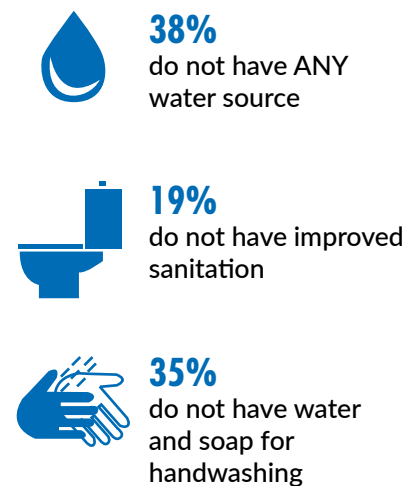 38%
do not have ANY
water source
19%
do not have improved
sanitation
35%
do not have water
and soap for
handwashing